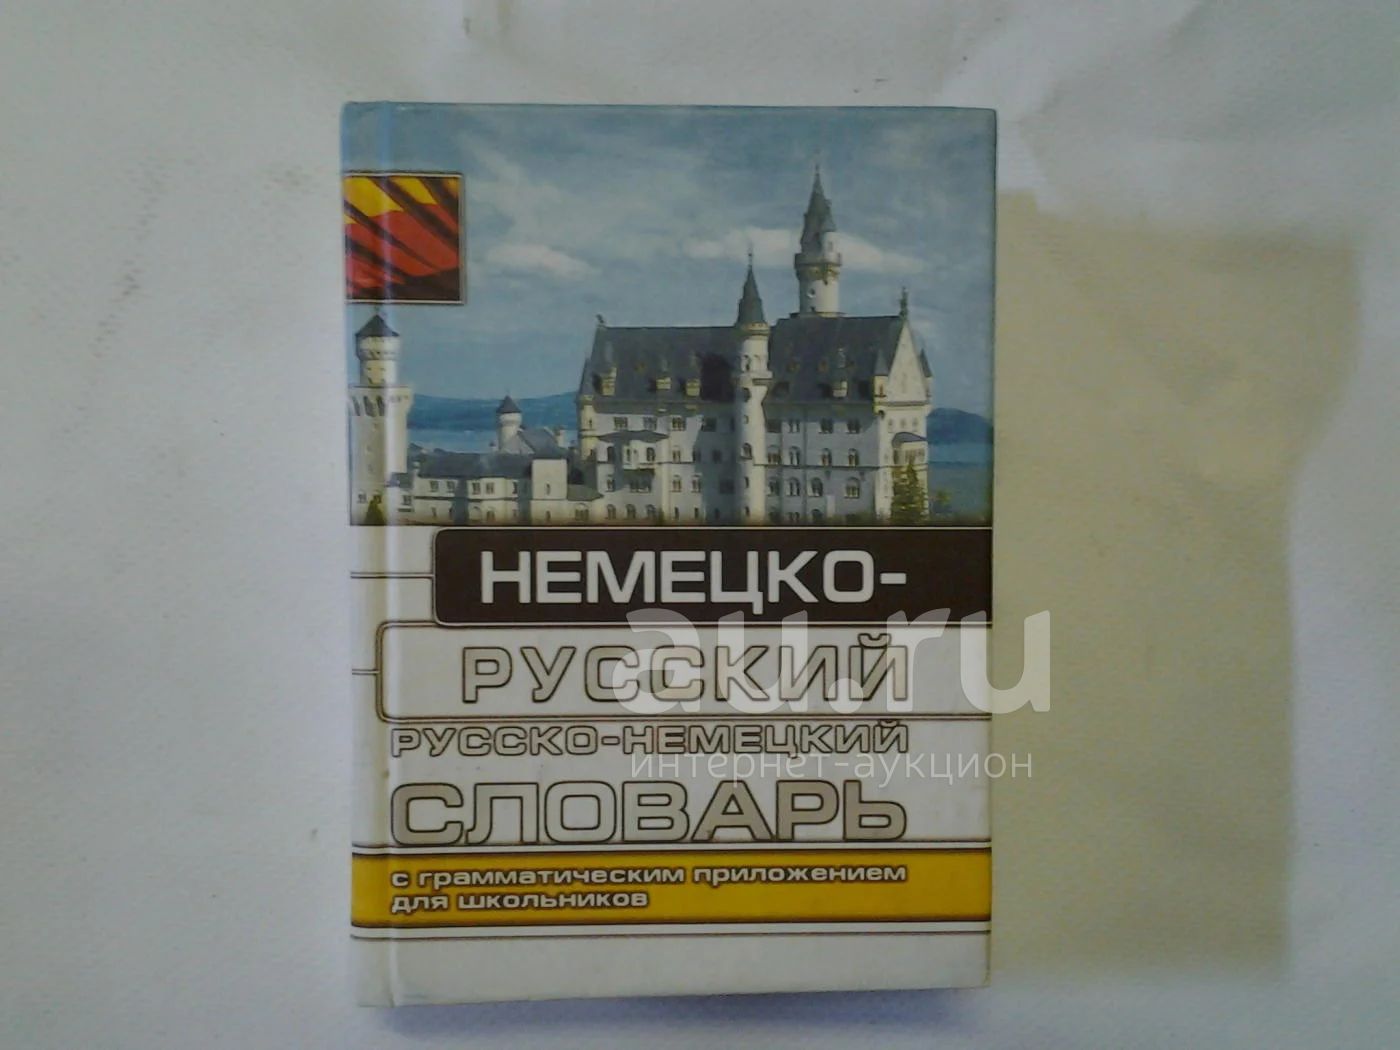 НЕМЕЦКО-
РУССКИЙ
au.ru
РУССКО-НЕМЕЦКИЙ
интернет-аукцион
СЛОВАРЬ
с грамматическим приложением
для школьников